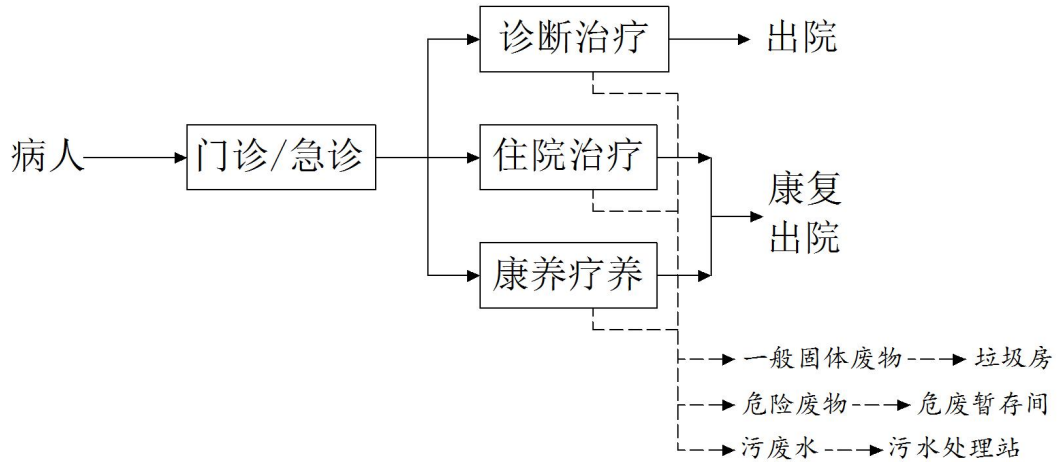 诊断治疗
出院
病人
门诊/急诊
住院治疗
康复
出院
康养疗养
一般固体废物
垃圾房
危险废物
危废暂存间
污废水
污水处理站